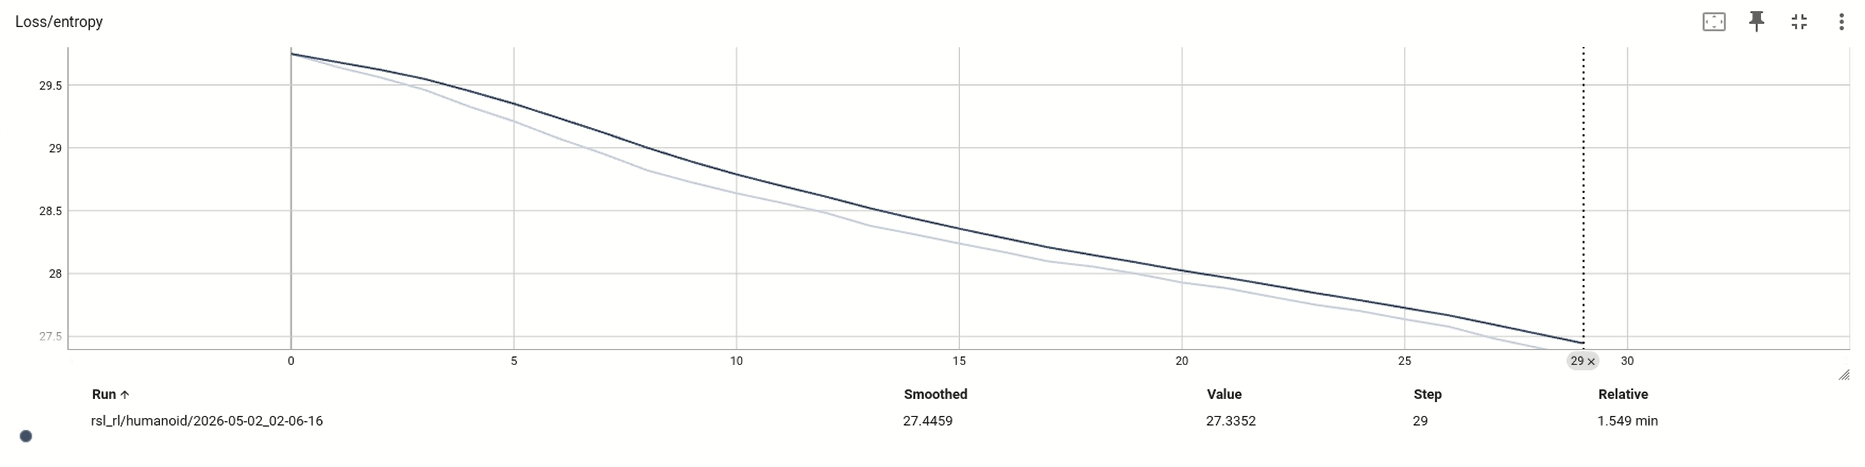 Loss/entropy
29.5
29
28.5
28
27.5
0 5 10 15 20 25 29 × 30
Run ↑ Smoothed Value Step Relative
rsl_rl/humanoid/2026-05-02_02-06-16 27.4459 27.3352 29 1.549 min